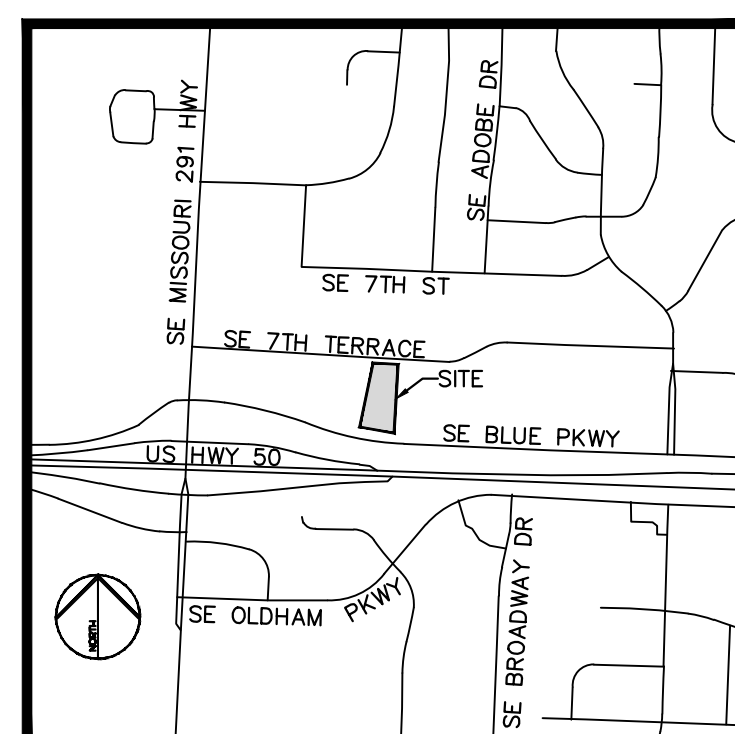 SE MISSOURI 291 HWY
SE ADOBE DR
SE 7TH ST
SE 7TH TERRACE
SITE
SE BLUE PKWY
US HWY 50
SE BROADWAY DR
SE OLDHAM PKWY
NORTH